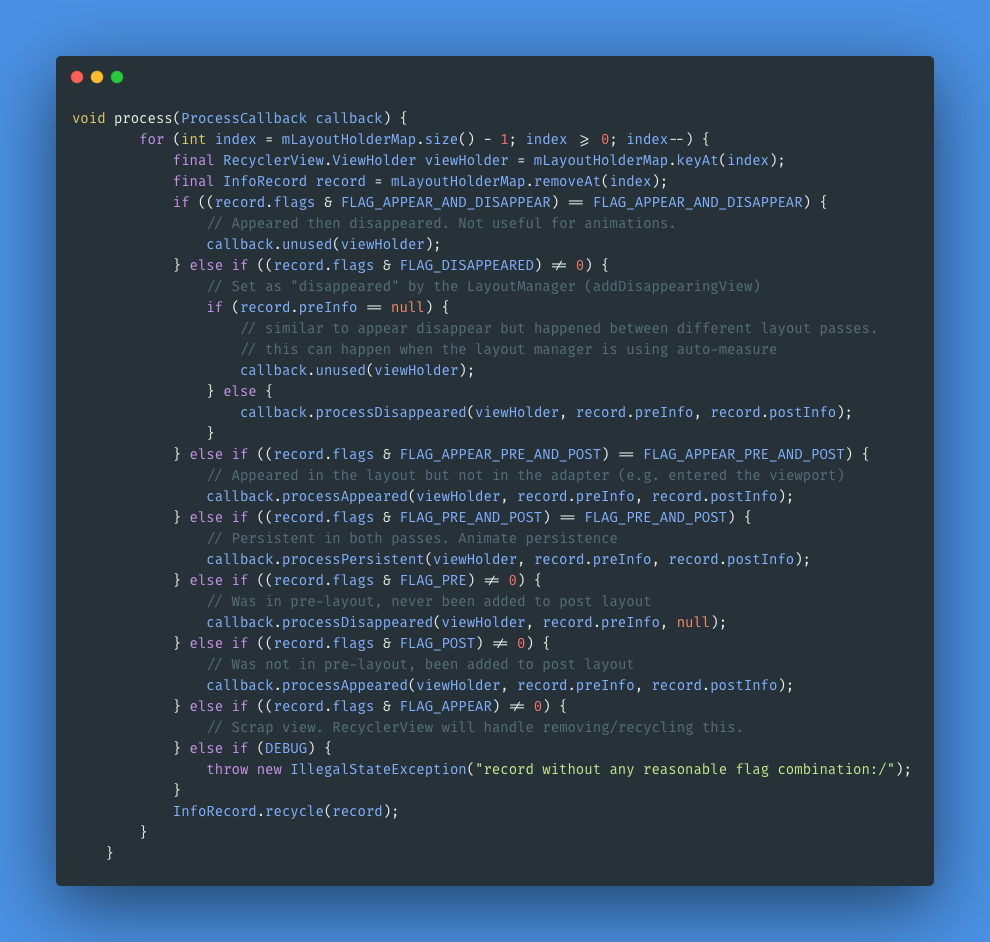 void process(ProcessCallback callback) {
        for (int index = mLayoutHolderMap.size() - 1; index >= 0; index--) {
            final RecyclerView.ViewHolder viewHolder = mLayoutHolderMap.keyAt(index);
            final InfoRecord record = mLayoutHolderMap.removeAt(index);
            if ((record.flags & FLAG_APPEAR_AND_DISAPPEAR) == FLAG_APPEAR_AND_DISAPPEAR) {
                // Appeared then disappeared. Not useful for animations.
                callback.unused(viewHolder);
            } else if ((record.flags & FLAG_DISAPPEARED) != 0) {
                // Set as "disappeared" by the LayoutManager (addDisappearingView)
                if (record.preInfo == null) {
                    // similar to appear disappear but happened between different layout passes.
                    // this can happen when the layout manager is using auto-measure
                    callback.unused(viewHolder);
                } else {
                    callback.processDisappeared(viewHolder, record.preInfo, record.postInfo);
                }
            } else if ((record.flags & FLAG_APPEAR_PRE_AND_POST) == FLAG_APPEAR_PRE_AND_POST) {
                // Appeared in the layout but not in the adapter (e.g. entered the viewport)
                callback.processAppeared(viewHolder, record.preInfo, record.postInfo);
            } else if ((record.flags & FLAG_PRE_AND_POST) == FLAG_PRE_AND_POST) {
                // Persistent in both passes. Animate persistence
                callback.processPersistent(viewHolder, record.preInfo, record.postInfo);
            } else if ((record.flags & FLAG_PRE) != 0) {
                // Was in pre-layout, never been added to post layout
                callback.processDisappeared(viewHolder, record.preInfo, null);
            } else if ((record.flags & FLAG_POST) != 0) {
                // Was not in pre-layout, been added to post layout
                callback.processAppeared(viewHolder, record.preInfo, record.postInfo);
            } else if ((record.flags & FLAG_APPEAR) != 0) {
                // Scrap view. RecyclerView will handle removing/recycling this.
            } else if (DEBUG) {
                throw new IllegalStateException("record without any reasonable flag combination:/");
            }
            InfoRecord.recycle(record);
        }
    }